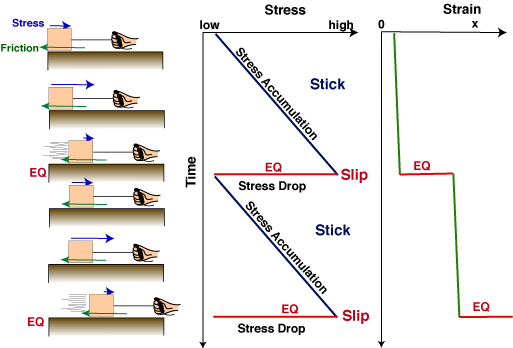 Stress
Friction
EQ
EQ
Stress
low
high
Time
Stress Accumulation
Stick
EQ
Slip
Stress Drop
Stress Accumulation
Stick
EQ
Slip
Stress Drop
Strain
0
x
EQ
EQ